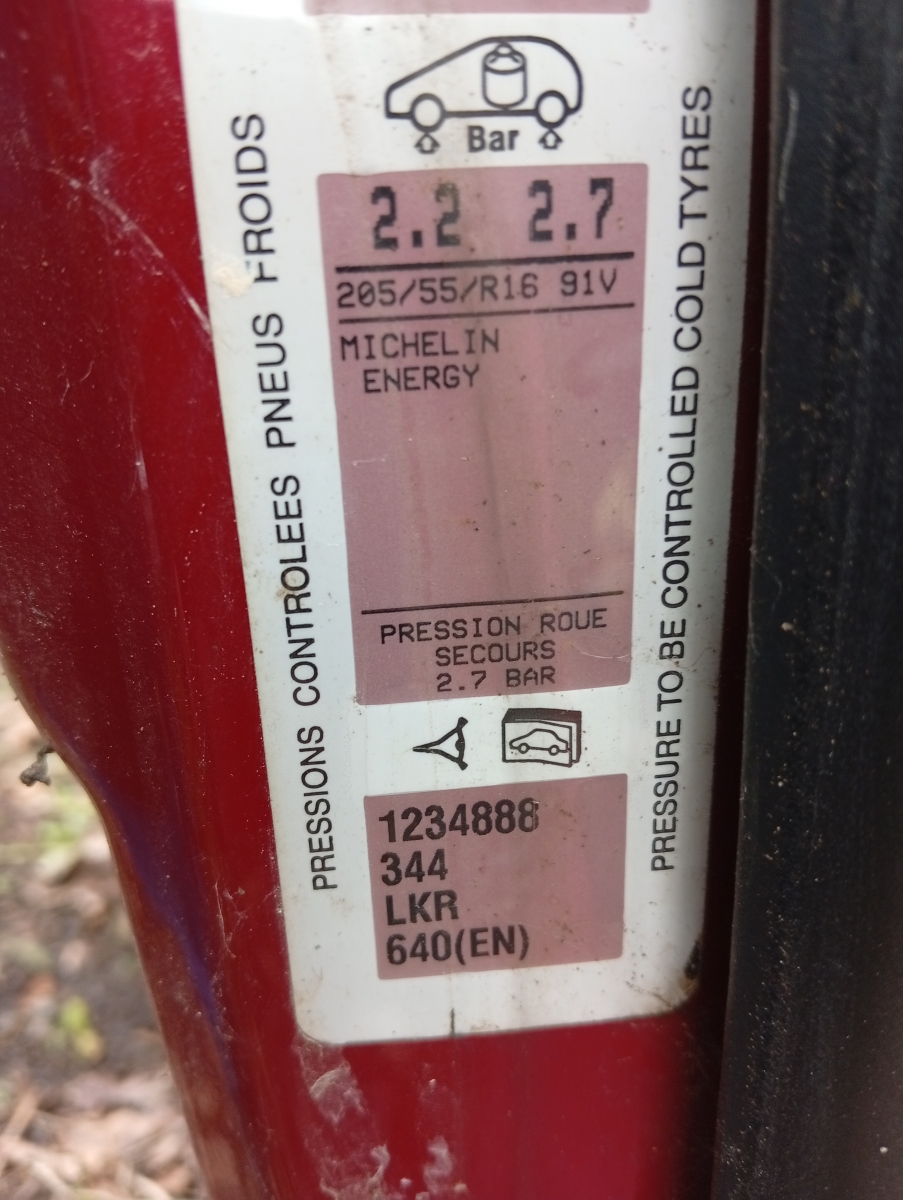 Bar
2.2 2.7
205/55/R16 91V
MICHELIN
ENERGY
PRESSION ROUE
SECOURS
2.7 BAR
1234888
344
LKR
640(EN)
PRESSIONS CONTROLEES PNEUS FROIDS
PRESSURE TO BE CONTROLLED COLD TYRES